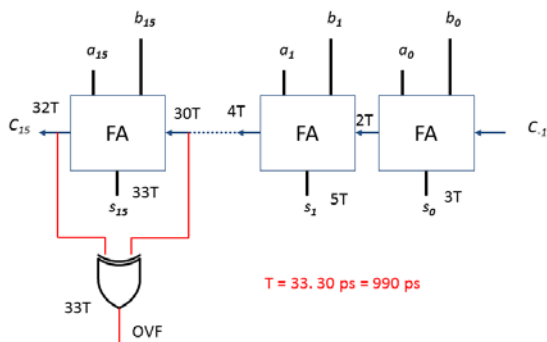 b₁₅ b₁ b₀
a₁₅ a₁ a₀
32T 30T 4T 2T
C₁₅ FA FA FA C₋₁
33T 5T 3T
s₁₅ s₁ s₀
T = 33. 30 ps = 990 ps
33T
OVF